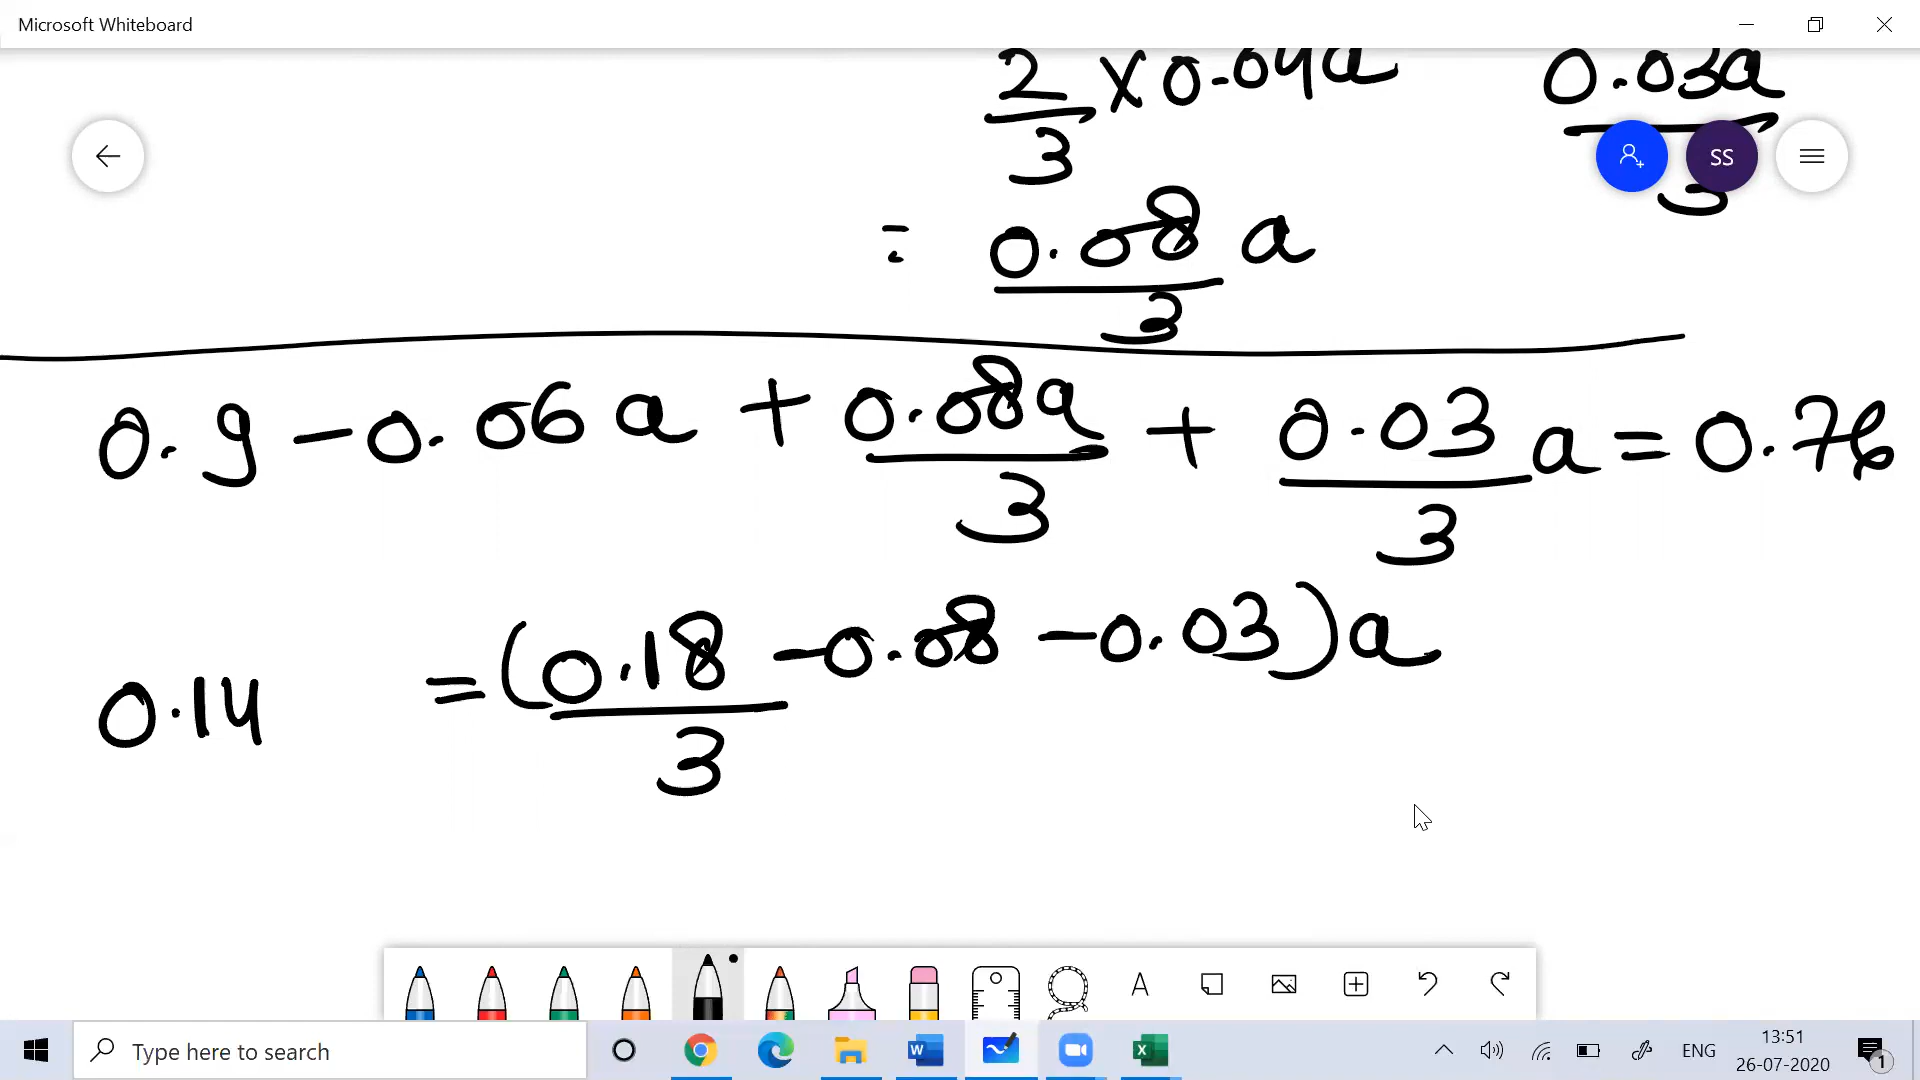 Microsoft Whiteboard
2/3 × 0.04a
0.03a/3
SS
= 0.08/3 a
0.9 - 0.06a + 0.08a/3 + 0.03/3 a = 0.76
0.14 = (0.18 - 0.08 - 0.03)a
3
A
Type here to search
ENG
13:51
26-07-2020
1